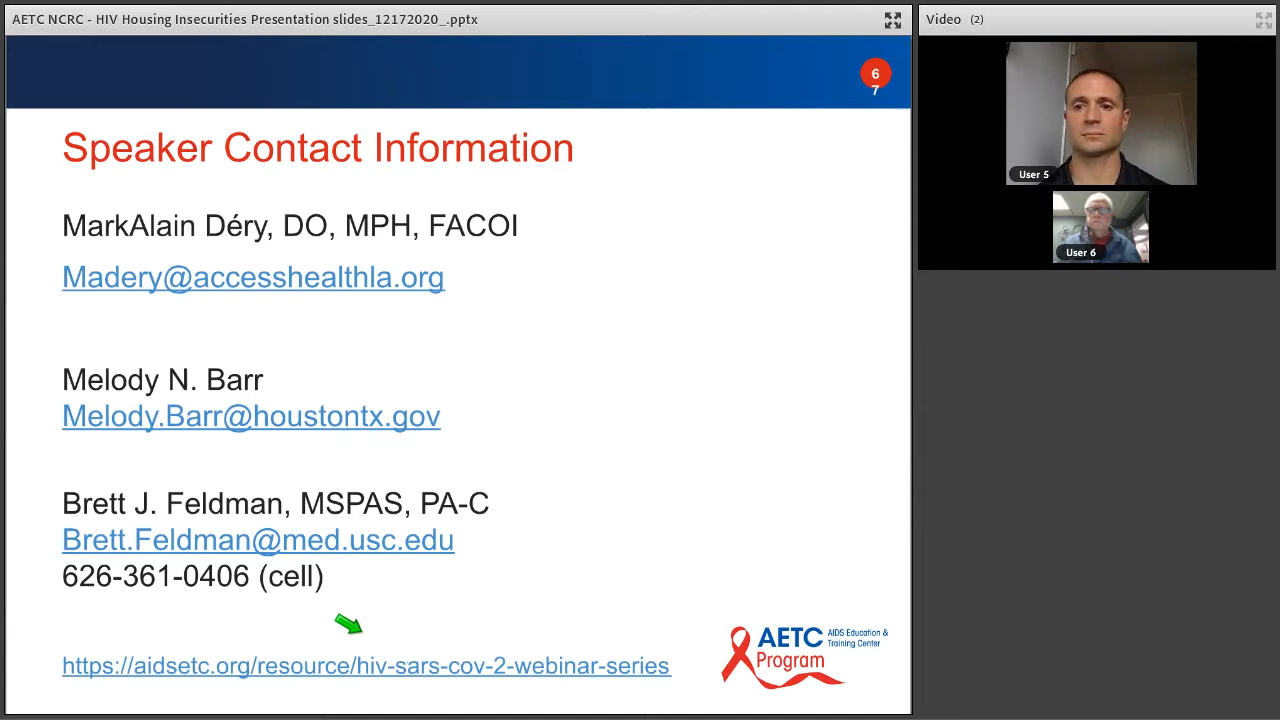 AETC NCRC - HIV Housing Insecurities Presentation slides_12172020_.pptx
Video (2)
6
7
Speaker Contact Information
MarkAlain Déry, DO, MPH, FACOI
Madery@accesshealthla.org
Melody N. Barr
Melody.Barr@houstontx.gov
Brett J. Feldman, MSPAS, PA-C
Brett.Feldman@med.usc.edu
626-361-0406 (cell)
https://aidsetc.org/resource/hiv-sars-cov-2-webinar-series
AETC AIDS Education &
Training Center
Program
User 5
User 6